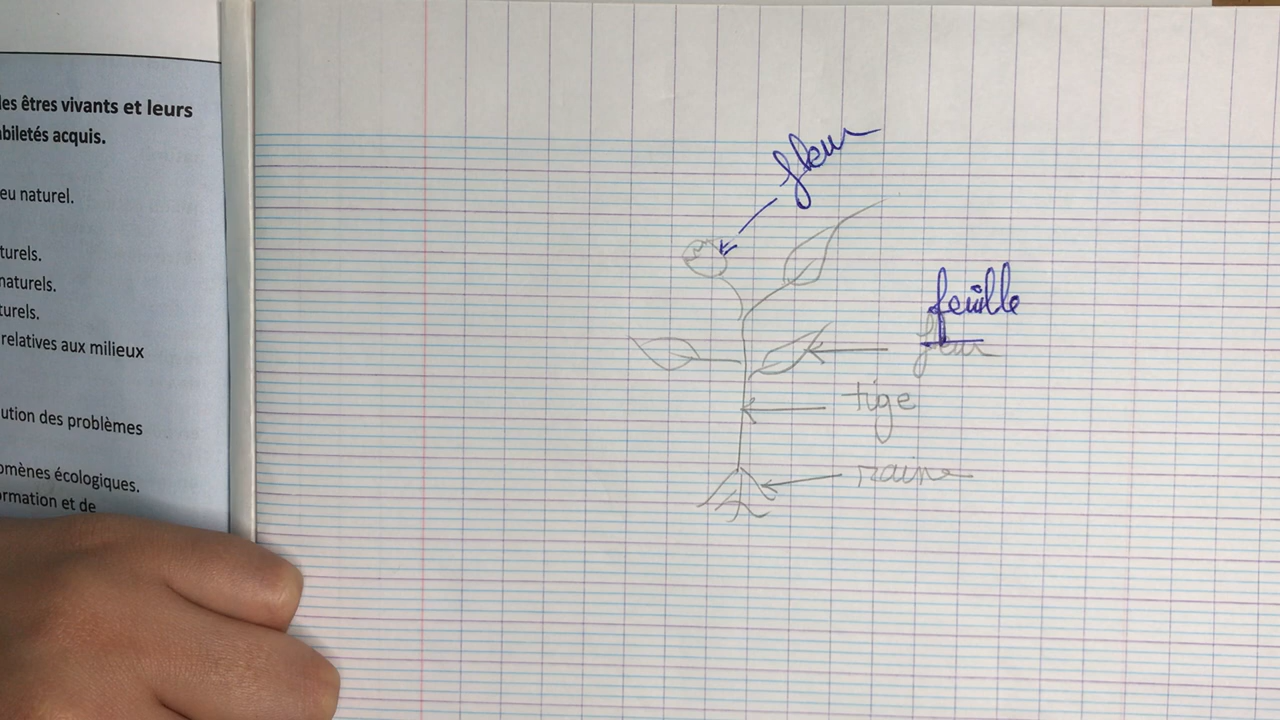 les êtres vivants et leurs
abiletés acquis.
eu naturel.
turels.
naturels.
turels.
relatives aux milieux
ution des problèmes
omènes écologiques.
ormation et de
fleur
feuille
fleur
tige